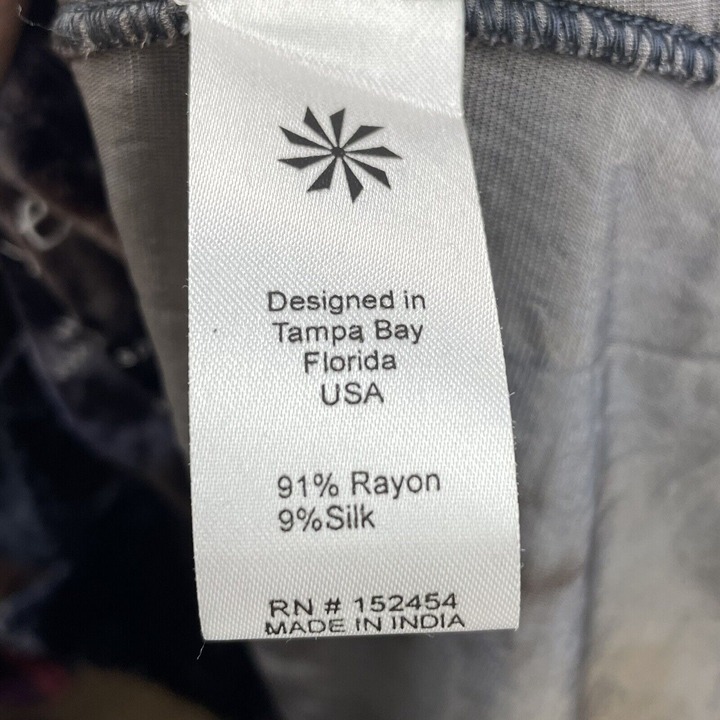 Designed in
Tampa Bay
Florida
USA
91% Rayon
9%Silk
RN # 152454
MADE IN INDIA